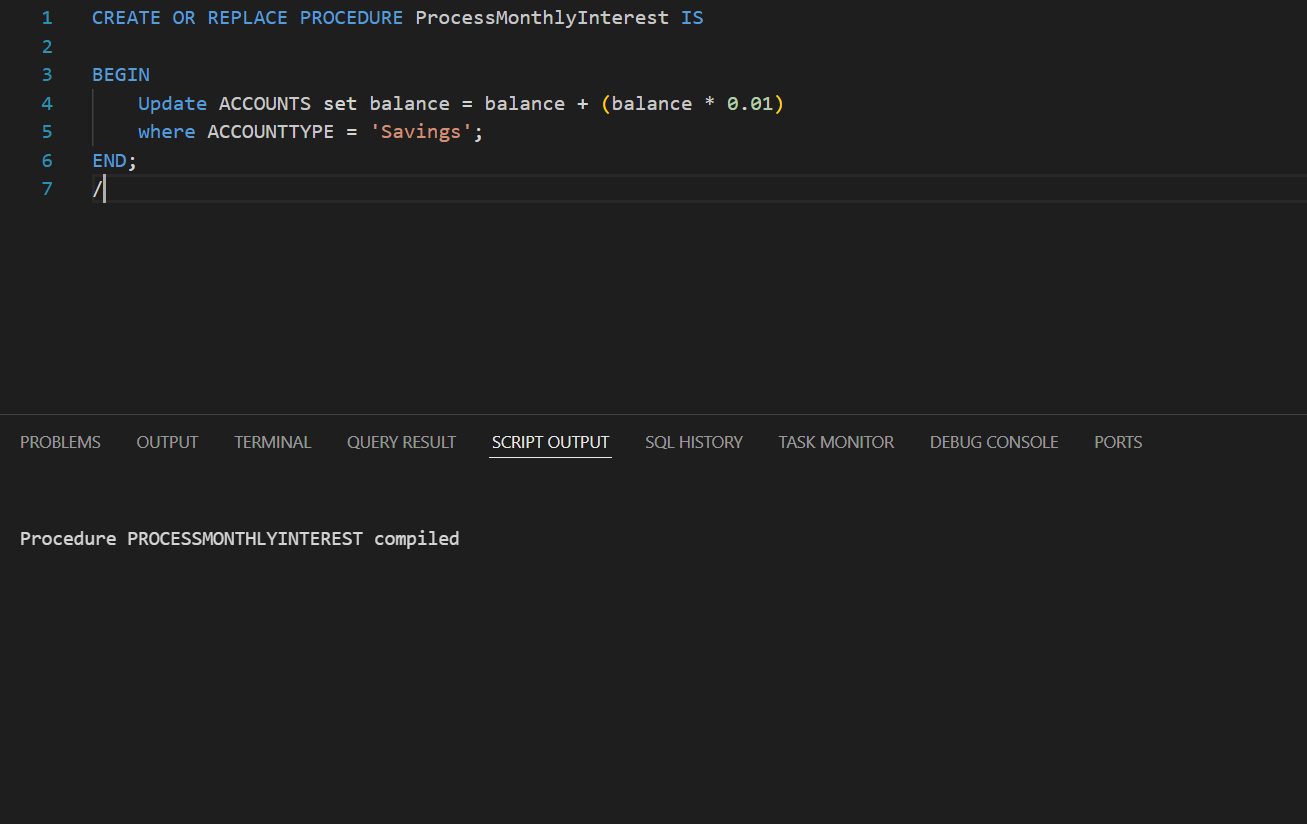 1 CREATE OR REPLACE PROCEDURE ProcessMonthlyInterest IS
2
3 BEGIN
4     Update ACCOUNTS set balance = balance + (balance * 0.01)
5     where ACCOUNTTYPE = 'Savings';
6 END;
7 /
PROBLEMS OUTPUT TERMINAL QUERY RESULT SCRIPT OUTPUT SQL HISTORY TASK MONITOR DEBUG CONSOLE PORTS
Procedure PROCESSMONTHLYINTEREST compiled